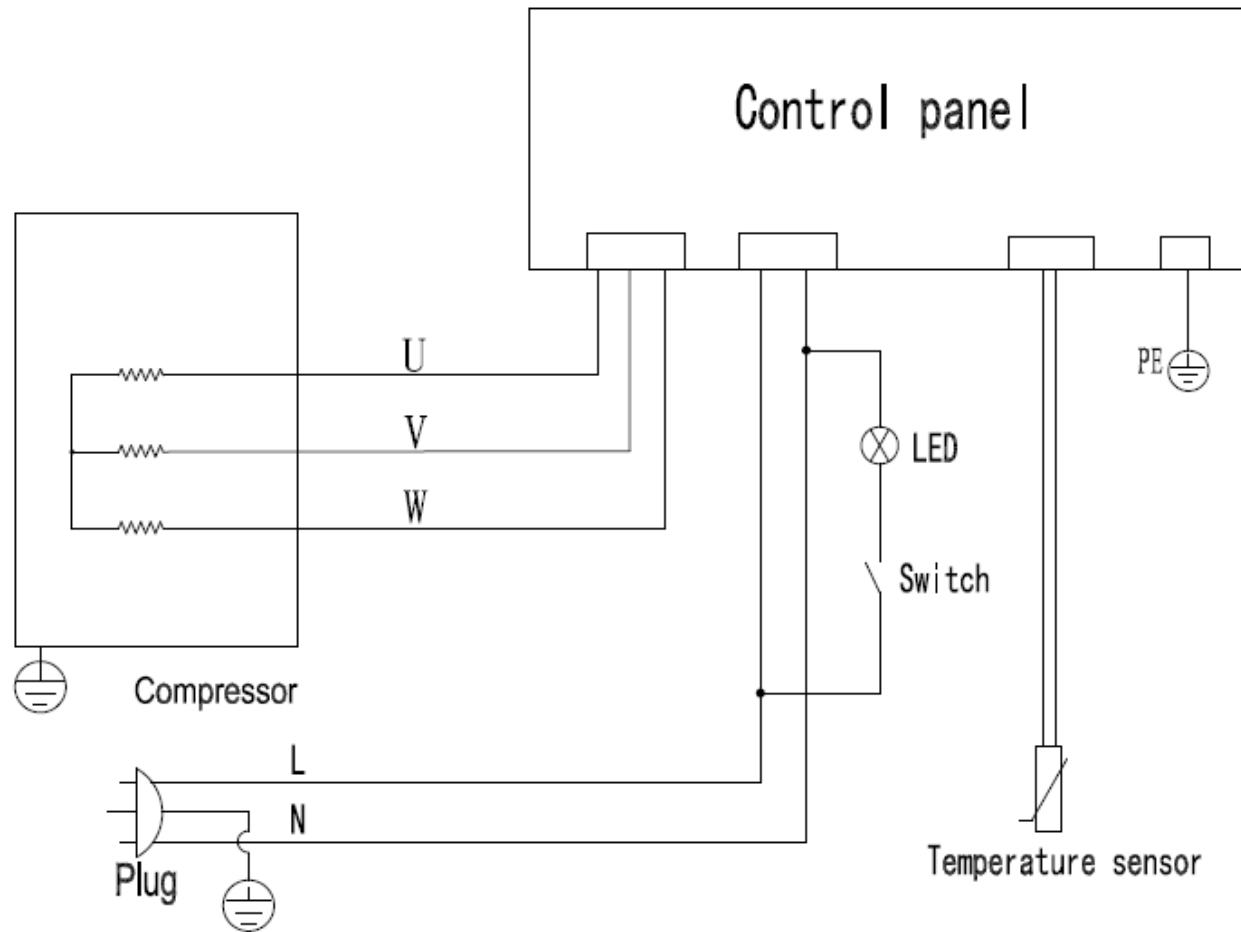 Control panel
U
PE
V
LED
W
Switch
Compressor
L
N
Temperature sensor
Plug